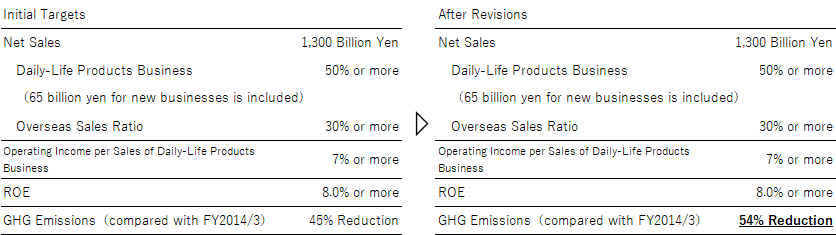 Initial Targets
Net Sales 1,300 Billion Yen
Daily-Life Products Business 50% or more
（65 billion yen for new businesses is included）
Overseas Sales Ratio 30% or more
Operating Income per Sales of Daily-Life Products
Business 7% or more
ROE 8.0% or more
GHG Emissions（compared with FY2014/3） 45% Reduction
After Revisions
Net Sales 1,300 Billion Yen
Daily-Life Products Business 50% or more
（65 billion yen for new businesses is included）
Overseas Sales Ratio 30% or more
Operating Income per Sales of Daily-Life Products
Business 7% or more
ROE 8.0% or more
GHG Emissions（compared with FY2014/3） 54% Reduction